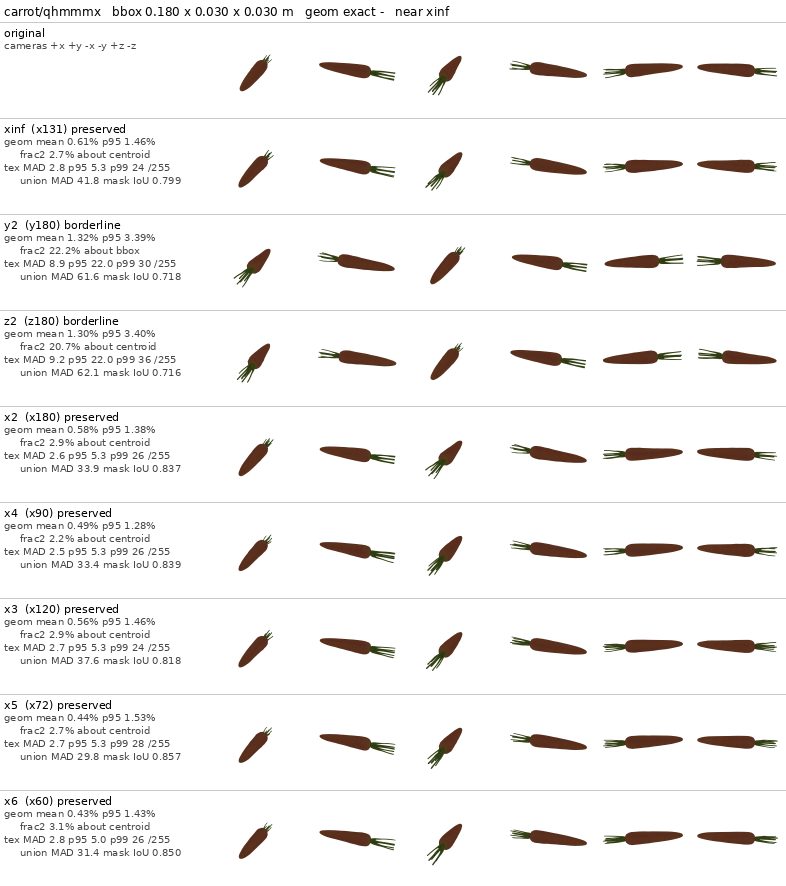 carrot/qhmmmx   bbox 0.180 x 0.030 x 0.030 m   geom exact -   near xinf
original
cameras +x +y -x -y +z -z
xinf  (x131) preserved
geom mean 0.61% p95 1.46%
frac2 2.7% about centroid
tex MAD 2.8 p95 5.3 p99 24 /255
union MAD 41.8 mask IoU 0.799
y2  (y180) borderline
geom mean 1.32% p95 3.39%
frac2 22.2% about bbox
tex MAD 8.9 p95 22.0 p99 30 /255
union MAD 61.6 mask IoU 0.718
z2  (z180) borderline
geom mean 1.30% p95 3.40%
frac2 20.7% about centroid
tex MAD 9.2 p95 22.0 p99 36 /255
union MAD 62.1 mask IoU 0.716
x2  (x180) preserved
geom mean 0.58% p95 1.38%
frac2 2.9% about centroid
tex MAD 2.6 p95 5.3 p99 26 /255
union MAD 33.9 mask IoU 0.837
x4  (x90) preserved
geom mean 0.49% p95 1.28%
frac2 2.2% about centroid
tex MAD 2.5 p95 5.3 p99 26 /255
union MAD 33.4 mask IoU 0.839
x3  (x120) preserved
geom mean 0.56% p95 1.46%
frac2 2.9% about centroid
tex MAD 2.7 p95 5.3 p99 24 /255
union MAD 37.6 mask IoU 0.818
x5  (x72) preserved
geom mean 0.44% p95 1.53%
frac2 2.7% about centroid
tex MAD 2.7 p95 5.3 p99 28 /255
union MAD 29.8 mask IoU 0.857
x6  (x60) preserved
geom mean 0.43% p95 1.43%
frac2 3.1% about centroid
tex MAD 2.8 p95 5.0 p99 26 /255
union MAD 31.4 mask IoU 0.850